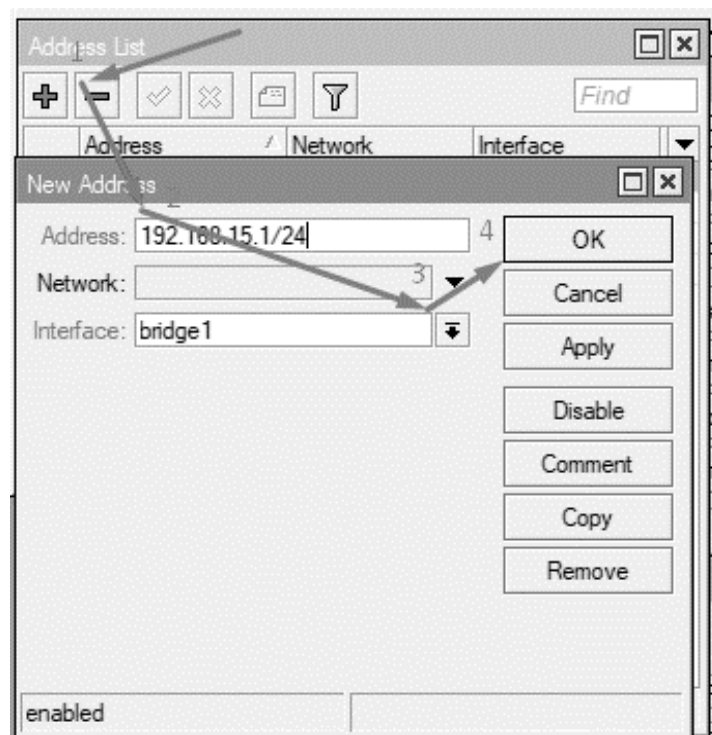 Address List
1
Find
Address Network Interface
New Address
2
Address: 192.168.15.1/24
4
OK
Network:
3
Cancel
Interface: bridge1
Apply
Disable
Comment
Copy
Remove
enabled